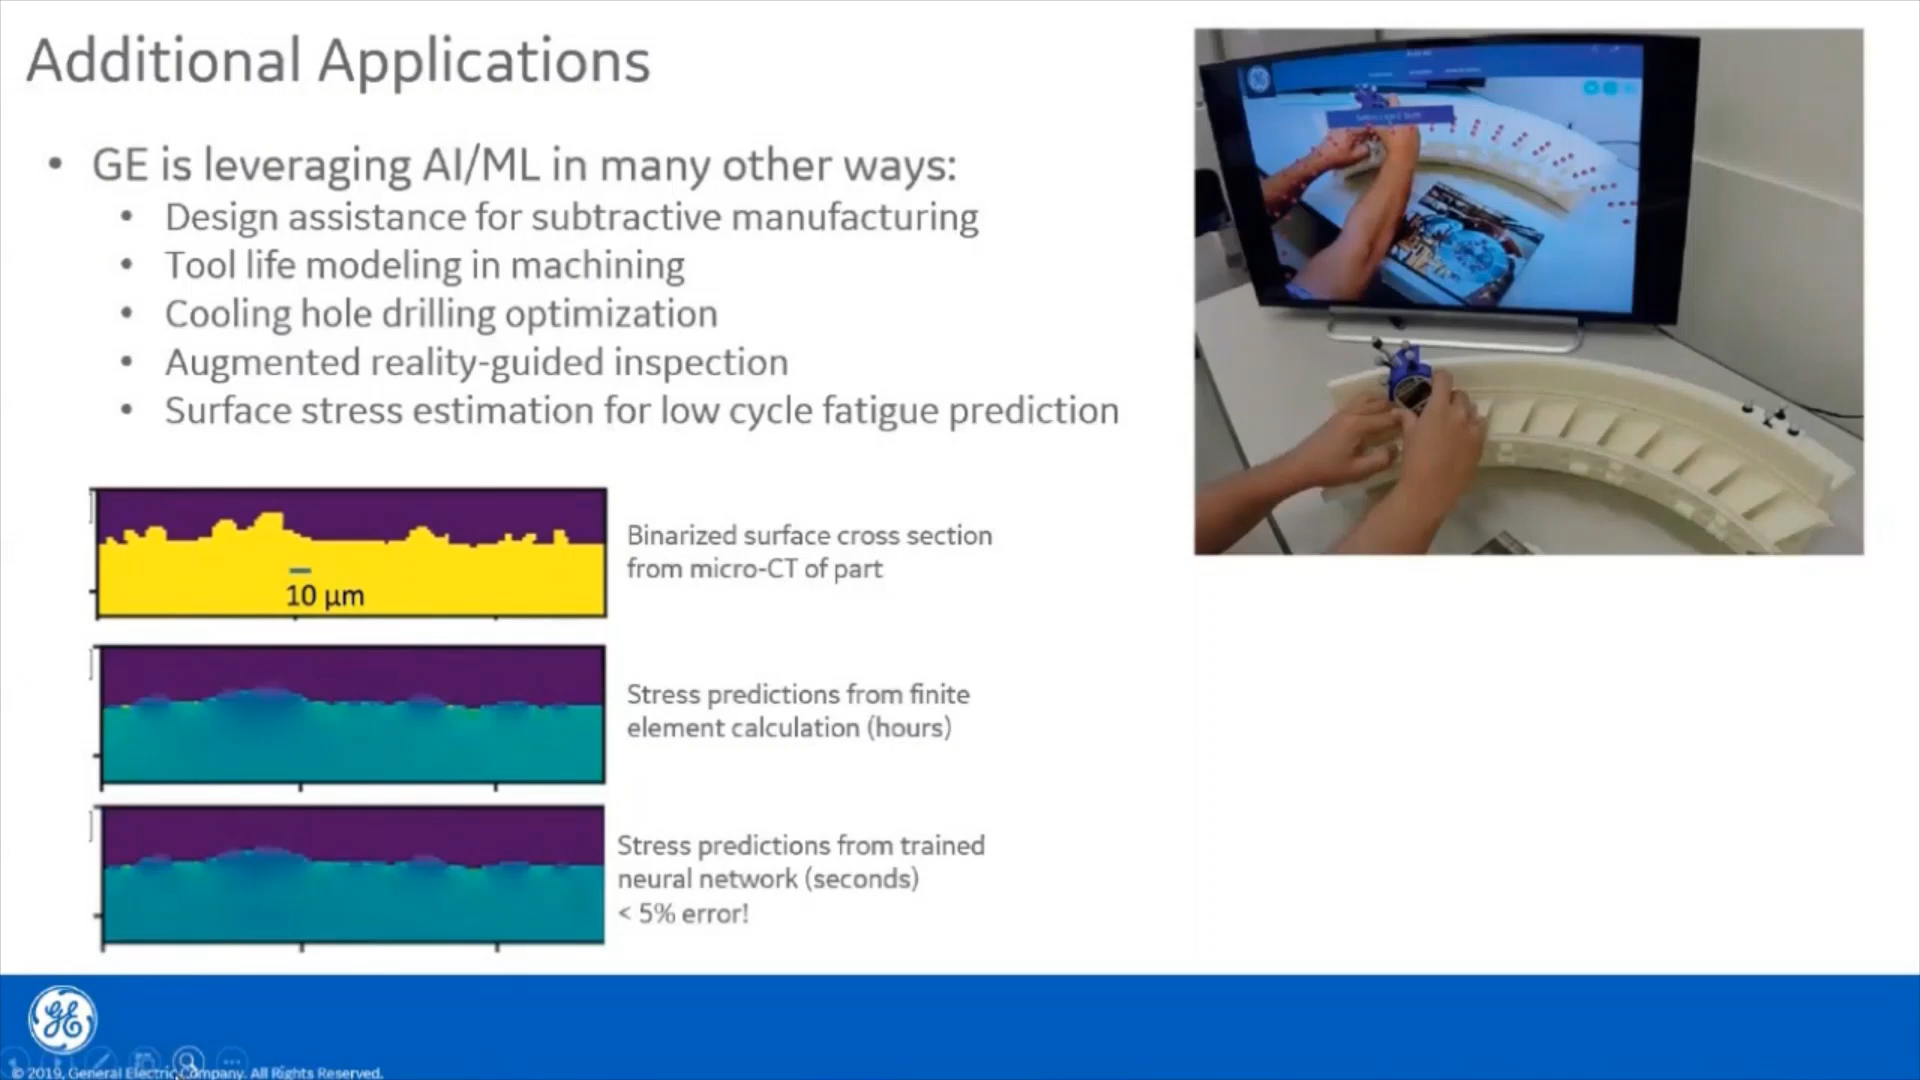 Additional Applications
• GE is leveraging AI/ML in many other ways:
• Design assistance for subtractive manufacturing
• Tool life modeling in machining
• Cooling hole drilling optimization
• Augmented reality-guided inspection
• Surface stress estimation for low cycle fatigue prediction
10 µm
Binarized surface cross section
from micro-CT of part
Stress predictions from finite
element calculation (hours)
Stress predictions from trained
neural network (seconds)
< 5% error!
GE
© 2019, General Electric Company. All Rights Reserved.